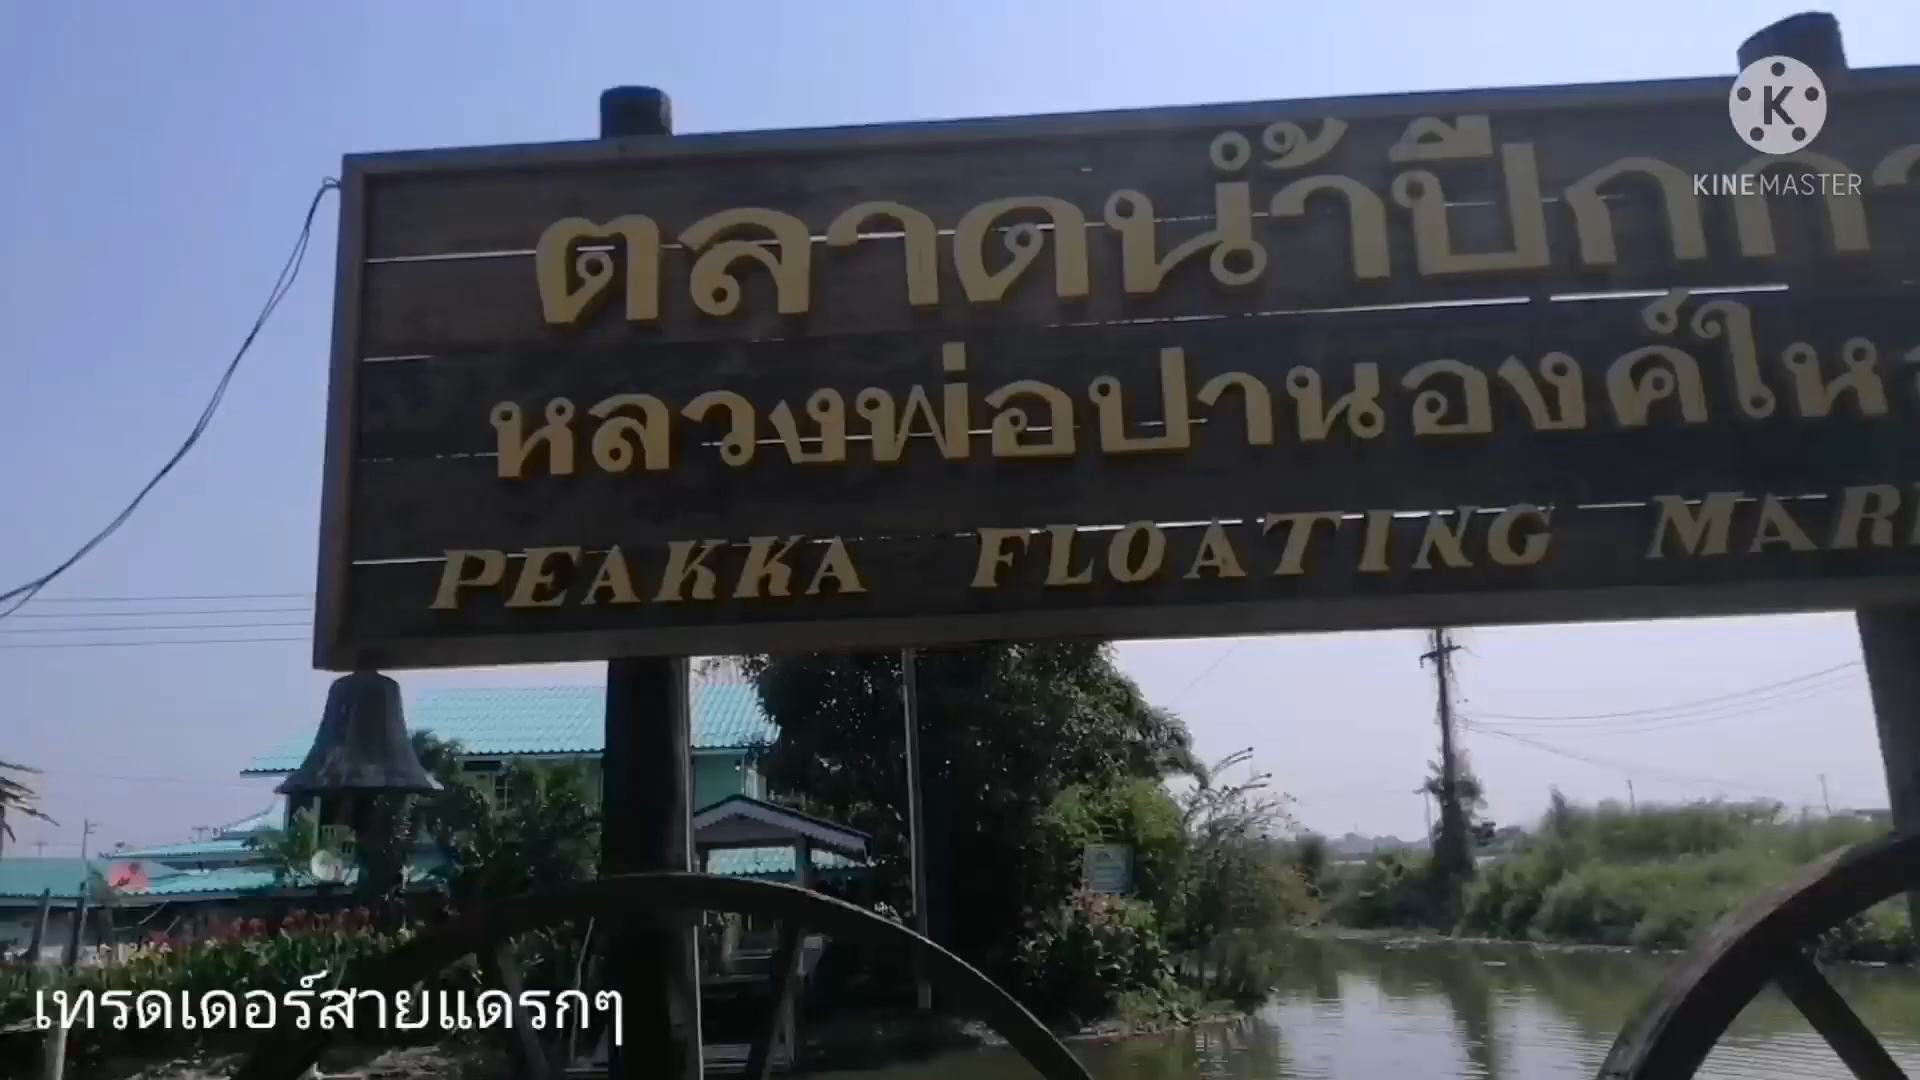 ตลาดน้ำปีกกา
หลวงพ่อปานองค์ให
PEAKKA FLOATING MAR
K
KINEMASTER
เทรดเดอร์สายแดรกๆ